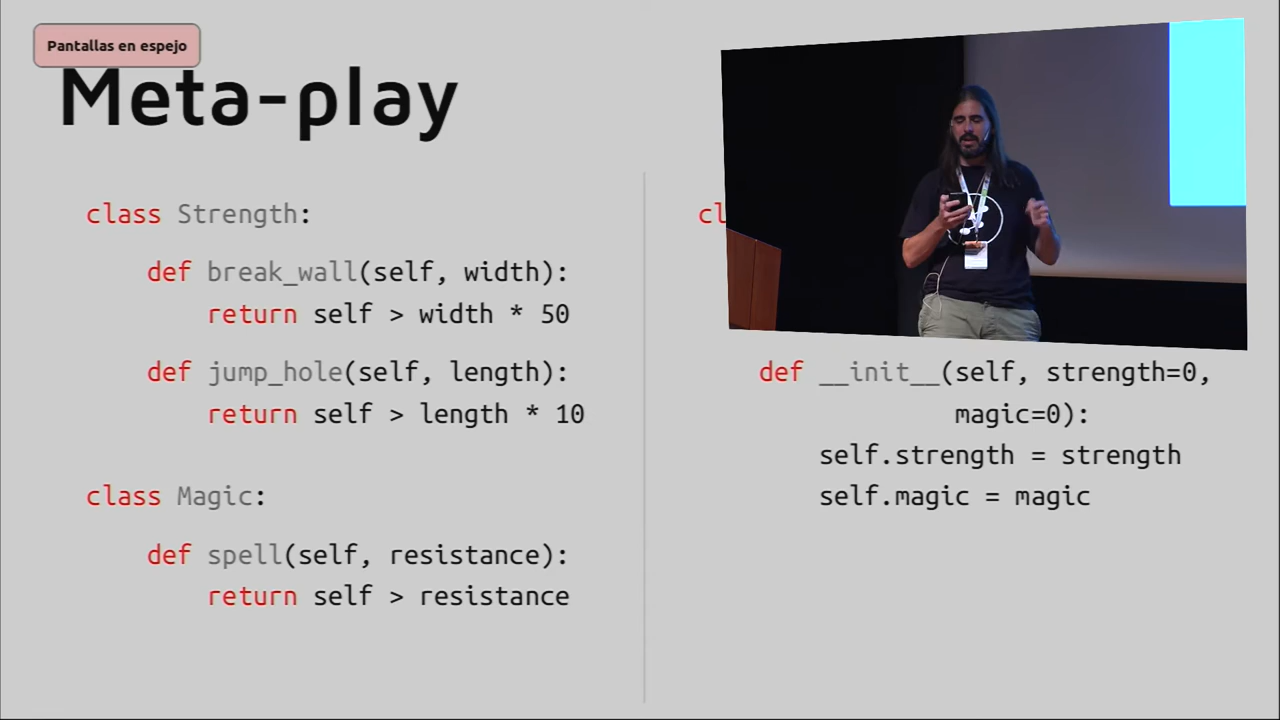 Pantallas en espejo
Meta-play
class Strength:
def break_wall(self, width):
return self > width * 50
def jump_hole(self, length):
return self > length * 10
class Magic:
def spell(self, resistance):
return self > resistance
cl
def __init__(self, strength=0,
magic=0):
self.strength = strength
self.magic = magic